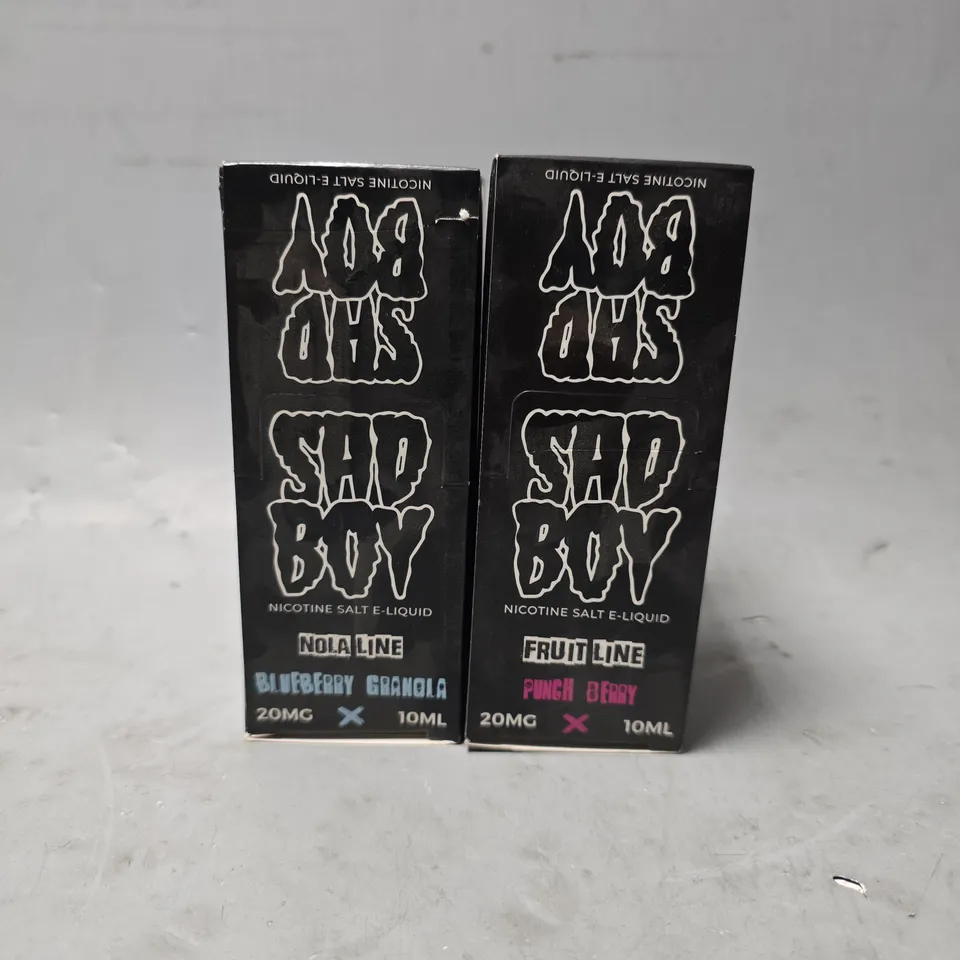 NICOTINE SALT E-LIQUID
SAD
BOY
SAD
BOY
NICOTINE SALT E-LIQUID
NOLA LINE
BLUEBERRY GRANOLA
20MG X 10ML
NICOTINE SALT E-LIQUID
SAD
BOY
SAD
BOY
NICOTINE SALT E-LIQUID
FRUIT LINE
PUNCH BERRY
20MG X 10ML